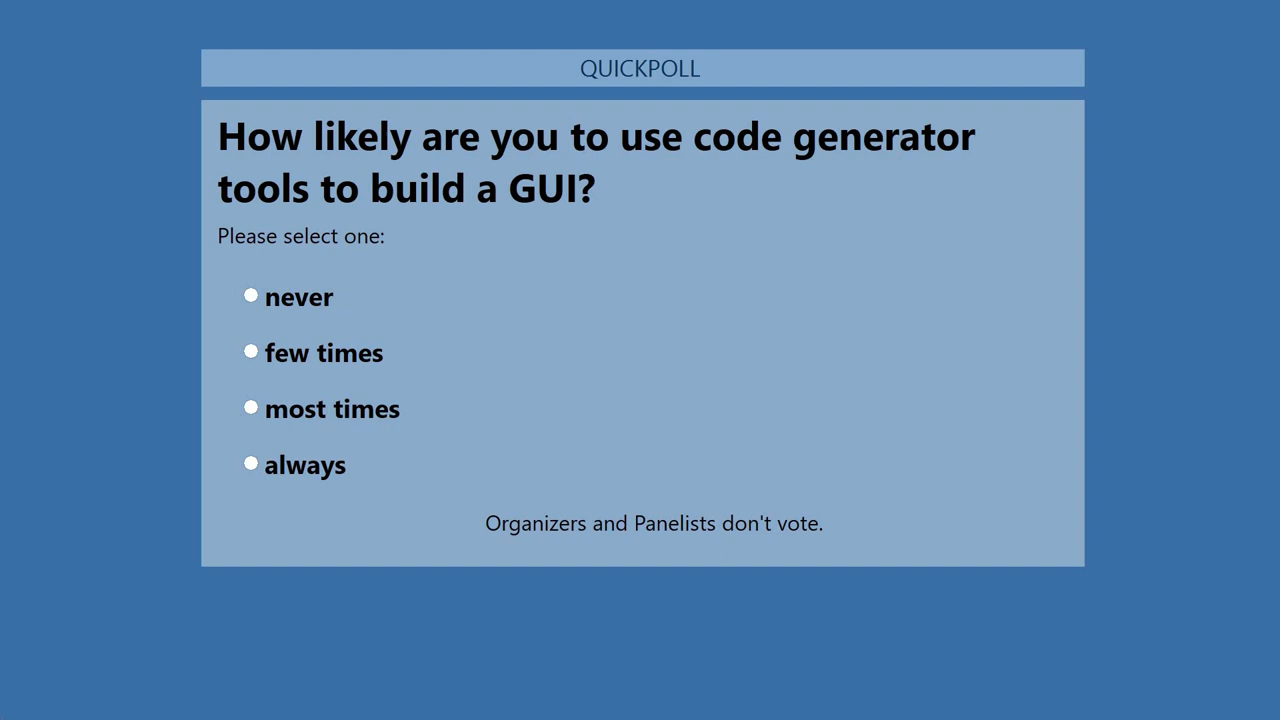 QUICKPOLL
How likely are you to use code generator
tools to build a GUI?
Please select one:
never
few times
most times
always
Organizers and Panelists don't vote.